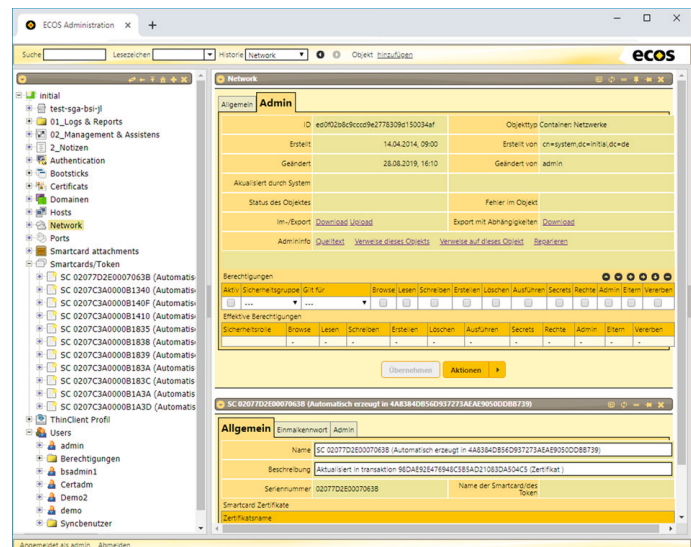 ECOS Administration
Suche Lesezeichen Historie Network Objekt hinzufügen
ecos
initial
test-sga-bsi-jl
01_Logs & Reports
02_Management & Assistens
2_Notizen
Authentication
Bootsticks
Certificats
Domainen
Hosts
Network
Ports
Smartcard attachments
Smartcards/Token
SC 02077D2E0007063B (Automatis
SC 0207C3A0000B1340 (Automatis
SC 0207C3A0000B140F (Automatis
SC 0207C3A0000B1410 (Automatis
SC 0207C3A0000B1835 (Automatis
SC 0207C3A0000B1838 (Automatis
SC 0207C3A0000B1839 (Automatis
SC 0207C3A0000B183A (Automatis
SC 0207C3A0000B183C (Automatis
SC 0207C3A0000B1A3A (Automatis
SC 0207C3A0000B1A3D (Automatis
ThinClient Profil
Users
admin
Berechtigungen
bsadmin1
Certadm
Demo2
demo
Syncbenutzer
Network
Allgemein Admin
ID ed0f02b8c9cccd9e2778309d150034af Objekttyp Container: Netzwerke
Erstellt 14.04.2014, 09:00 Erstellt von cn=system,dc=initial,dc=de
Geändert 28.08.2019, 16:10 Geändert von admin
Akualisiert durch System
Status des Objektes Fehler im Objekt
Im-/Export Download Upload Export mit Abhängigkeiten Download
Admininfo Quelltext Verweise dieses Objekts Verweise auf dieses Objekt Reparieren
Berechtigungen
Aktiv Sicherheitsgruppe Gilt für Browse Lesen Schreiben Erstellen Löschen Ausführen Secrets Rechte Admin Eltern Vererben
--- ---
Effektive Berechtigungen
Sicherheitsrolle Browse Lesen Schreiben Erstellen Löschen Ausführen Secrets Rechte Admin Eltern Vererben
- - - - - - - - - - -
Übernehmen Aktionen
SC 02077D2E0007063B (Automatisch erzeugt in 4A8384DB56D937273AEAE9050DDBB739)
Allgemein Einmalkennwort Admin
Name SC 02077D2E0007063B (Automatisch erzeugt in 4A8384DB56D937273AEAE9050DDBB739)
Beschreibung Aktualisiert in transaktion 98DAE92E476948C5B5AD21083DA504C5 (Zertifikat )
Seriennummer 02077D2E0007063B Name der Smartcard/des Token
Smartcard Zertifikate
Zertifikatsname
Angemeldet als admin Abmelden